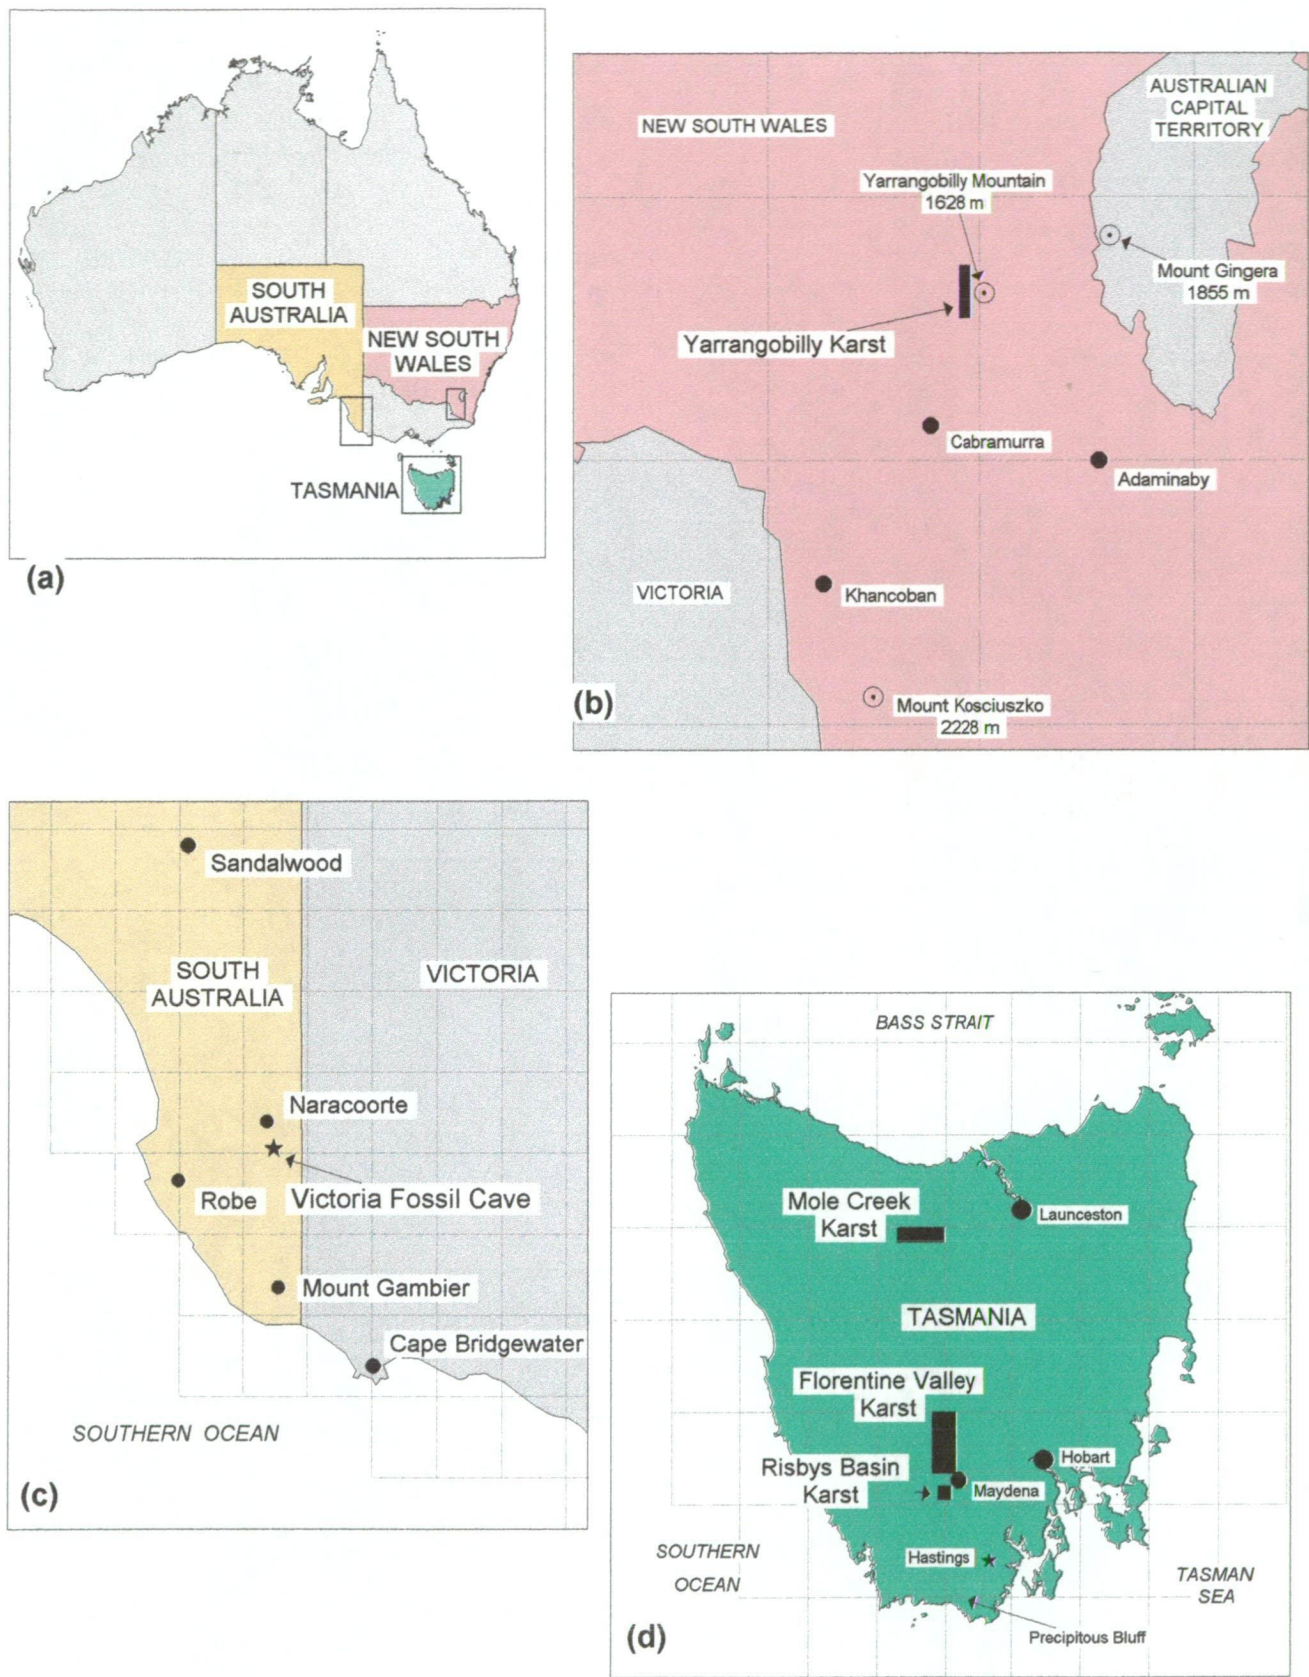 SOUTH
AUSTRALIA
NEW SOUTH
WALES
TASMANIA
(a)
NEW SOUTH WALES
AUSTRALIAN
CAPITAL
TERRITORY
Yarrangobilly Mountain
1628 m
Mount Gingera
1855 m
Yarrangobilly Karst
Cabramurra
Adaminaby
VICTORIA
Khancoban
Mount Kosciuszko
2228 m
(b)
Sandalwood
SOUTH
AUSTRALIA
VICTORIA
Naracoorte
Victoria Fossil Cave
Robe
Mount Gambier
Cape Bridgewater
SOUTHERN OCEAN
(c)
BASS STRAIT
Mole Creek
Karst
Launceston
TASMANIA
Florentine Valley
Karst
Hobart
Risbys Basin
Karst
Maydena
Hastings
SOUTHERN
OCEAN
TASMAN
SEA
Precipitous Bluff
(d)